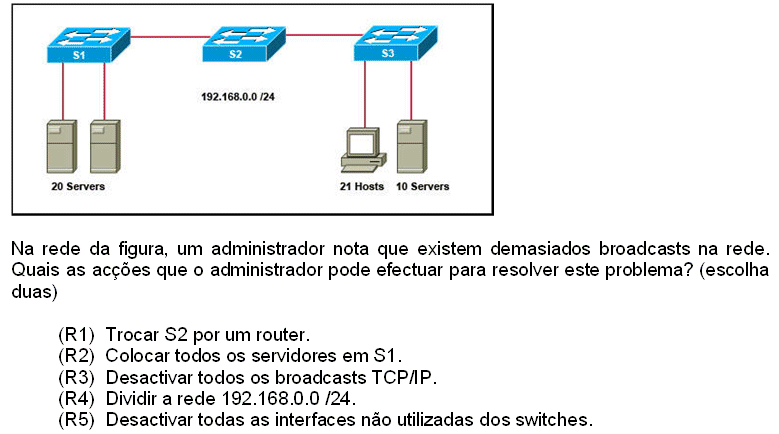 S1
S2
S3
192.168.0.0 /24
20 Servers
21 Hosts
10 Servers
Na rede da figura, um administrador nota que existem demasiados broadcasts na rede.
Quais as acções que o administrador pode efectuar para resolver este problema? (escolha
duas)
(R1) Trocar S2 por um router.
(R2) Colocar todos os servidores em S1.
(R3) Desactivar todos os broadcasts TCP/IP.
(R4) Dividir a rede 192.168.0.0 /24.
(R5) Desactivar todas as interfaces não utilizadas dos switches.